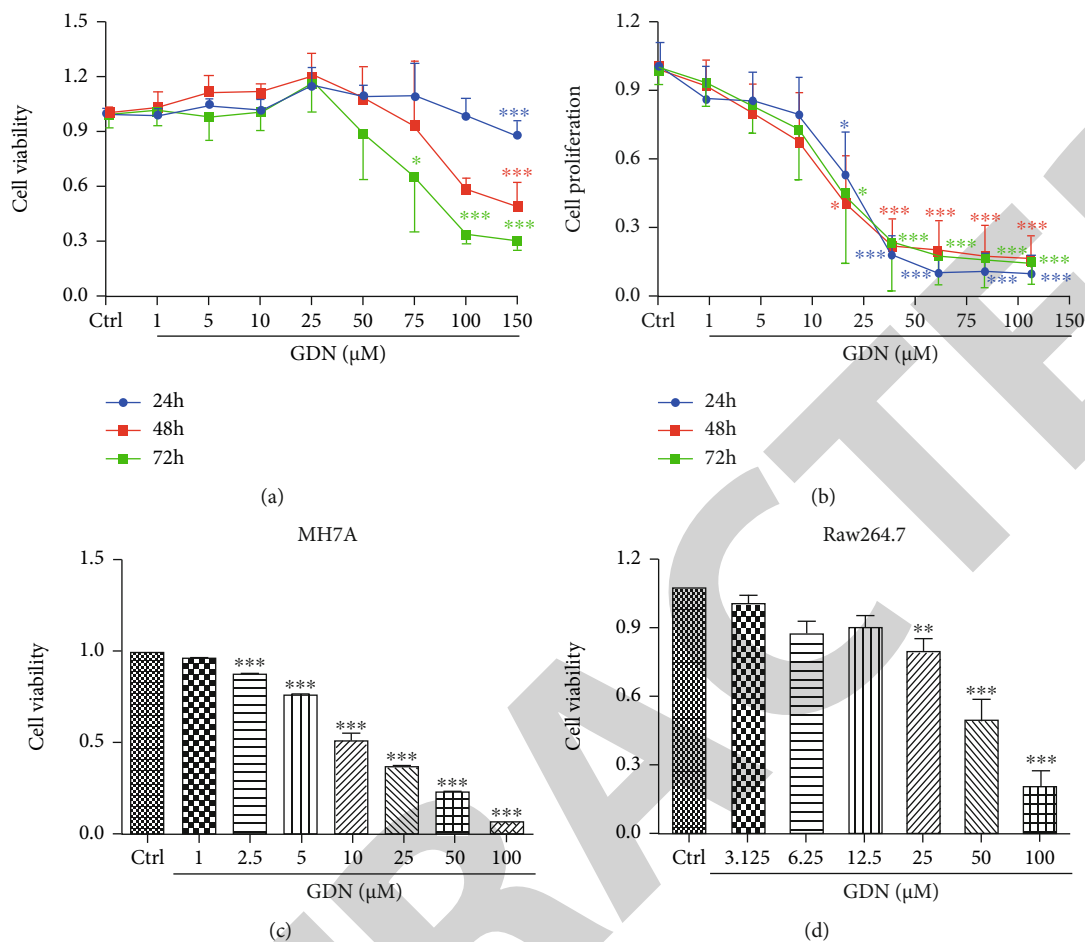 1.5
1.2
0.9
0.6
0.3
0.0
Cell viability
***
***
*
***
***
Ctrl 1 5 10 25 50 75 100 150
GDN (μM)
24h
48h
72h
(a)
1.2
0.9
0.6
0.3
0.0
Cell proliferation
*
*
*
*** *** *** ***
*** *** *** ***
*** *** *** ***
Ctrl 1 5 10 25 50 75 100 150
GDN (μM)
24h
48h
72h
(b)
MH7A
1.5
1.0
0.5
0.0
Cell viability
*** *** *** *** *** ***
Ctrl 1 2.5 5 10 25 50 100
GDN (μM)
(c)
Raw264.7
1.2
0.9
0.6
0.3
0.0
Cell viability
** *** ***
Ctrl 3.125 6.25 12.5 25 50 100
GDN (μM)
(d)